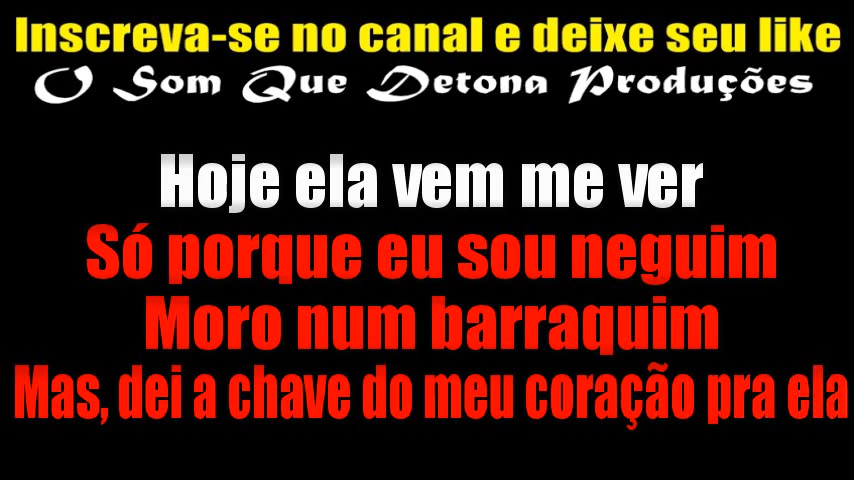 Inscreva-se no canal e deixe seu like
O Som Que Detona Produções
Hoje ela vem me ver
Só porque eu sou neguim
Moro num barraquim
Mas, dei a chave do meu coração pra ela